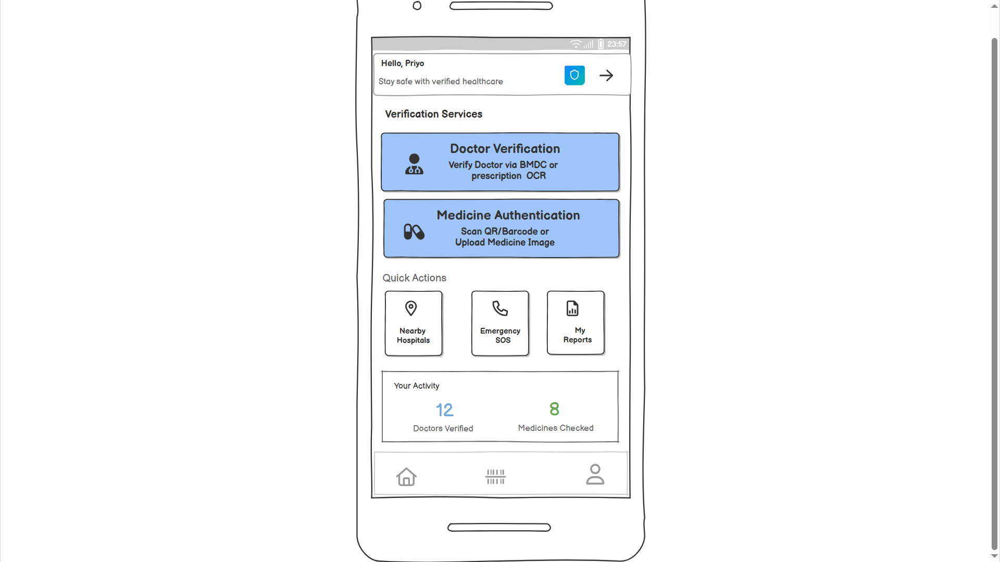 23:57
Hello, Priyo
Stay safe with verified healthcare
Verification Services
Doctor Verification
Verify Doctor via BMDC or
prescription OCR
Medicine Authentication
Scan QR/Barcode or
Upload Medicine Image
Quick Actions
Nearby
Hospitals
Emergency
SOS
My
Reports
Your Activity
12
Doctors Verified
8
Medicines Checked